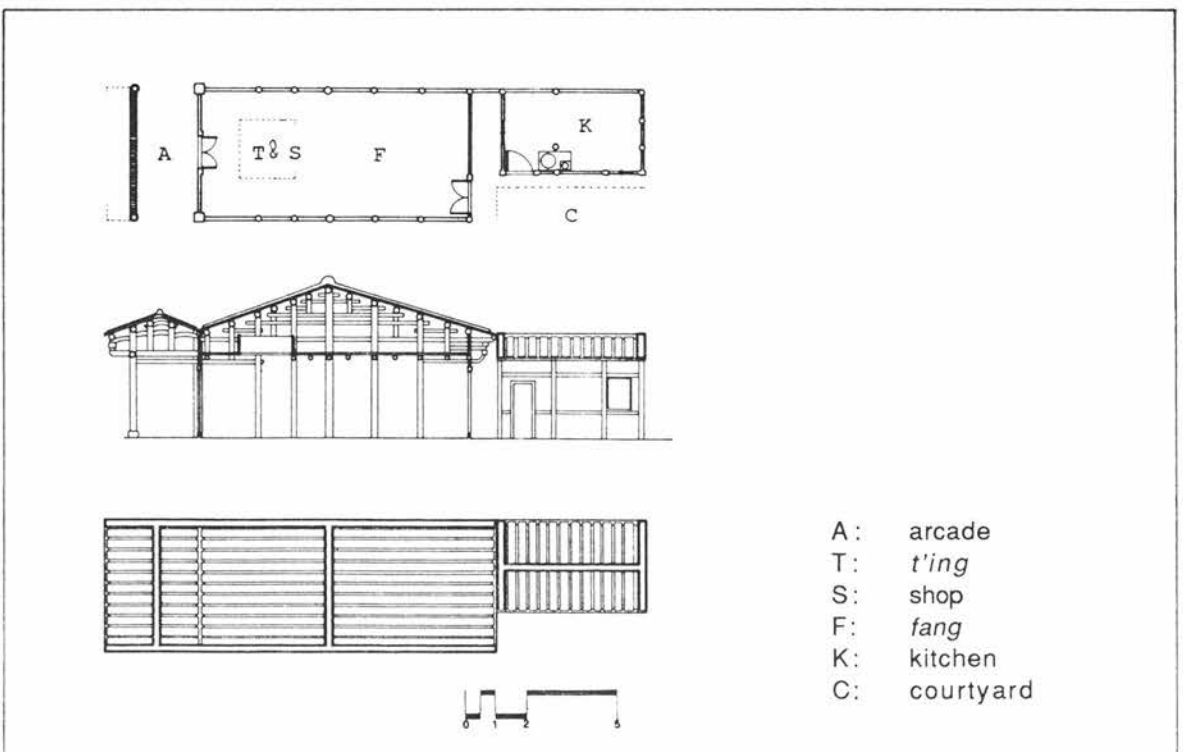 A
T & S
F
K
C
0 1 2 5
A: arcade
T: t'ing
S: shop
F: fang
K: kitchen
C: courtyard